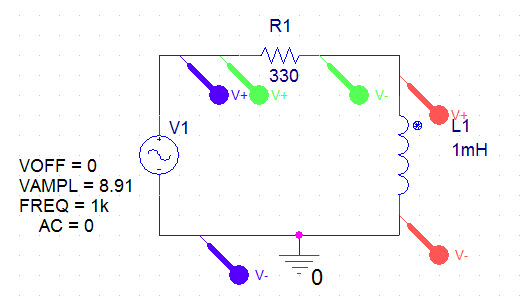 R1
330
V+
V+
V-
V+
V1
L1
1mH
VOFF = 0
VAMPL = 8.91
FREQ = 1k
AC = 0
V-
0
V-